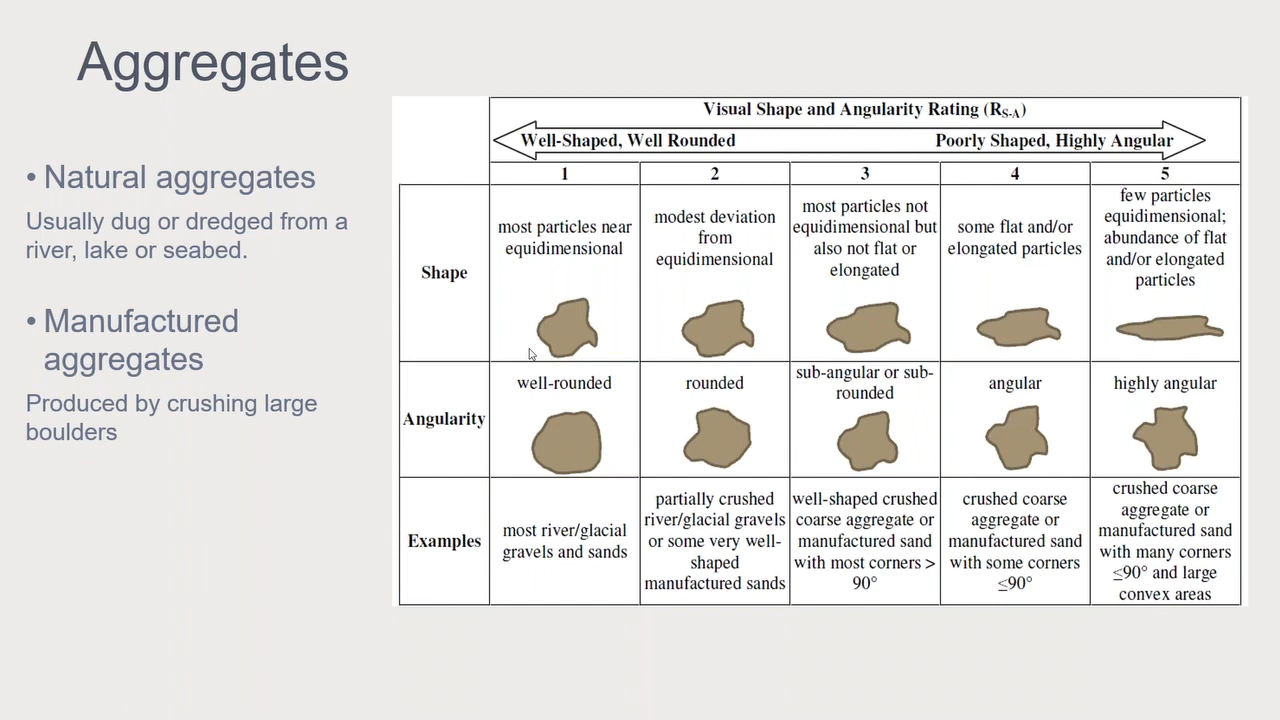 Aggregates
• Natural aggregates
Usually dug or dredged from a
river, lake or seabed.
• Manufactured
aggregates
Produced by crushing large
boulders
Visual Shape and Angularity Rating (RS-A)
Well-Shaped, Well Rounded
Poorly Shaped, Highly Angular
1
2
3
4
5
Shape
most particles near
equidimensional
modest deviation
from
equidimensional
most particles not
equidimensional but
also not flat or
elongated
some flat and/or
elongated particles
few particles
equidimensional;
abundance of flat
and/or elongated
particles
Angularity
well-rounded
rounded
sub-angular or sub-
rounded
angular
highly angular
Examples
most river/glacial
gravels and sands
partially crushed
river/glacial gravels
or some very well-
shaped
manufactured sands
well-shaped crushed
coarse aggregate or
manufactured sand
with most corners >
90°
crushed coarse
aggregate or
manufactured sand
with some corners
≤90°
crushed coarse
aggregate or
manufactured sand
with many corners
≤90° and large
convex areas